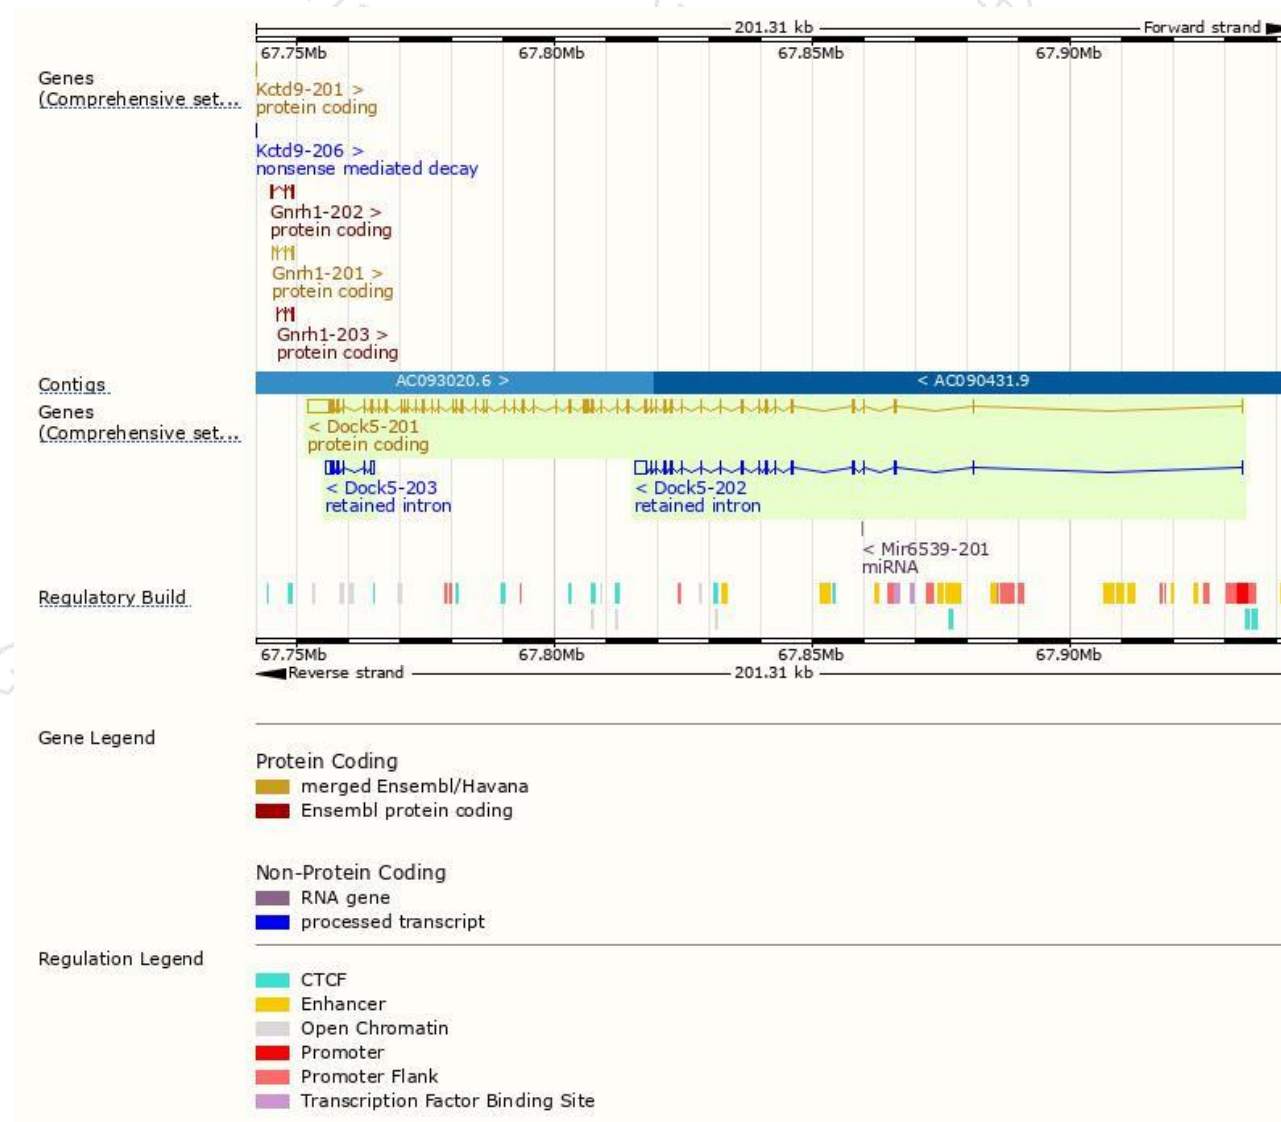 201.31 kb Forward strand
67.75Mb 67.80Mb 67.85Mb 67.90Mb
Genes
(Comprehensive set...
Kctd9-201 >
protein coding
Kctd9-206 >
nonsense mediated decay
Gnrh1-202 >
protein coding
Gnrh1-201 >
protein coding
Gnrh1-203 >
protein coding
Contigs AC093020.6 > < AC090431.9
Genes
(Comprehensive set...
< Dock5-201
protein coding
< Dock5-203 < Dock5-202
retained intron retained intron
< Mir6539-201
miRNA
Regulatory Build
67.75Mb 67.80Mb 67.85Mb 67.90Mb
Reverse strand 201.31 kb
Gene Legend
Protein Coding
merged Ensembl/Havana
Ensembl protein coding
Non-Protein Coding
RNA gene
processed transcript
Regulation Legend
CTCF
Enhancer
Open Chromatin
Promoter
Promoter Flank
Transcription Factor Binding Site